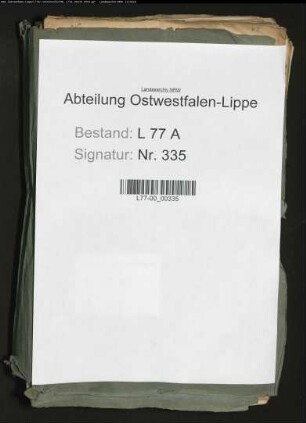 Landesarchiv NRW
Abteilung Ostwestfalen-Lippe
Bestand: L 77 A
Signatur: Nr. 335
L77-00_00335